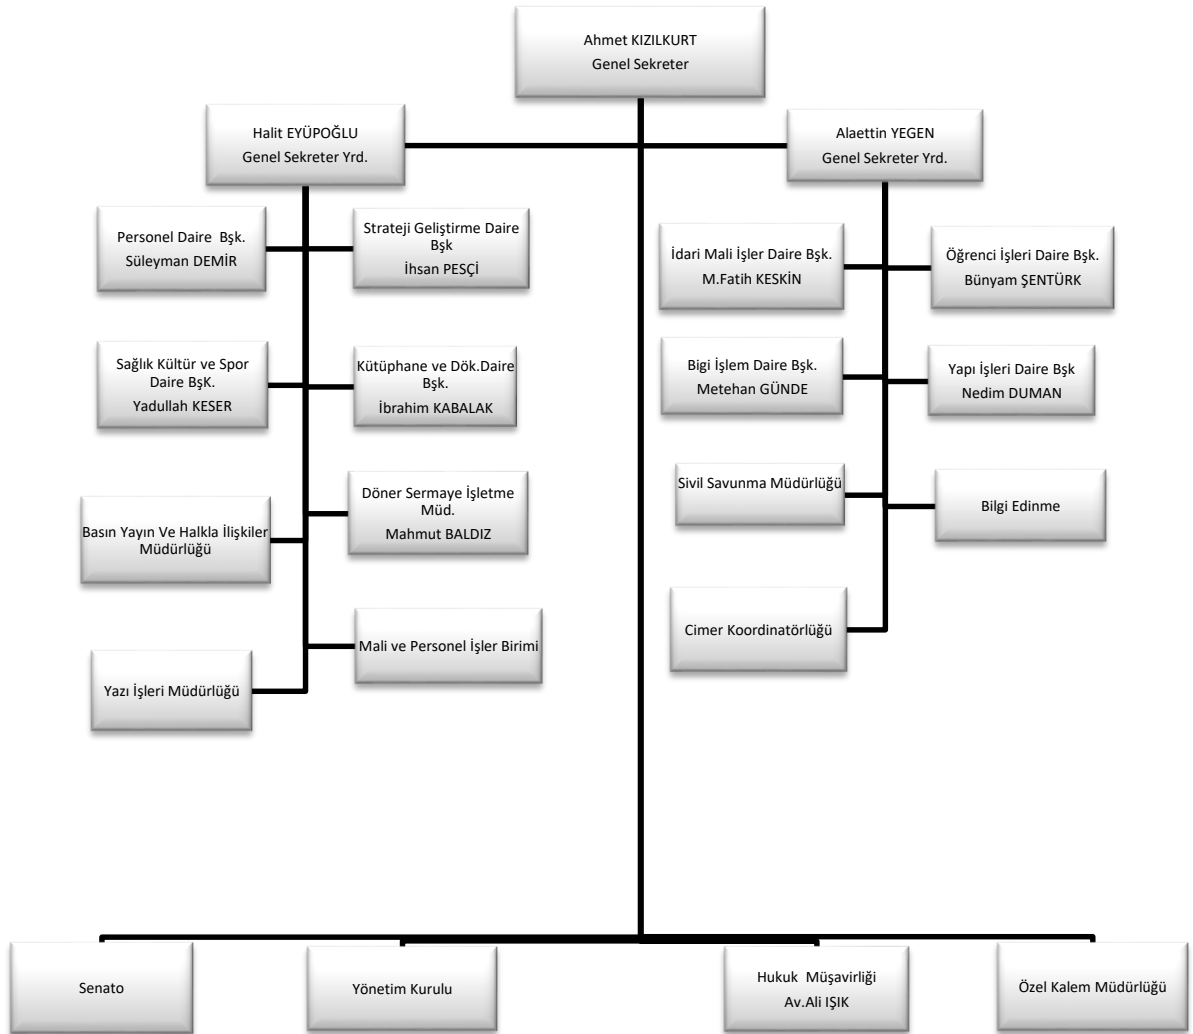 Ahmet KIZILKURT
Genel Sekreter
Halit EYÜPOĞLU
Genel Sekreter Yrd.
Alaettin YEGEN
Genel Sekreter Yrd.
Personel Daire Bşk.
Süleyman DEMİR
Strateji Geliştirme Daire
Bşk
İhsan PESÇİ
Sağlık Kültür ve Spor
Daire BşK.
Yadullah KESER
Kütüphane ve Dök.Daire
Bşk.
İbrahim KABALAK
Basın Yayın Ve Halkla İlişkiler
Müdürlüğü
Döner Sermaye İşletme
Müd.
Mahmut BALDIZ
Yazı İşleri Müdürlüğü
Mali ve Personel İşler Birimi
İdari Mali İşler Daire Bşk.
M.Fatih KESKİN
Öğrenci İşleri Daire Bşk.
Bünyam ŞENTÜRK
Bigi İşlem Daire Bşk.
Metehan GÜNDE
Yapı İşleri Daire Bşk
Nedim DUMAN
Sivil Savunma Müdürlüğü
Bilgi Edinme
Cimer Koordinatörlüğü
Senato
Yönetim Kurulu
Hukuk Müşavirliği
Av.Ali IŞIK
Özel Kalem Müdürlüğü